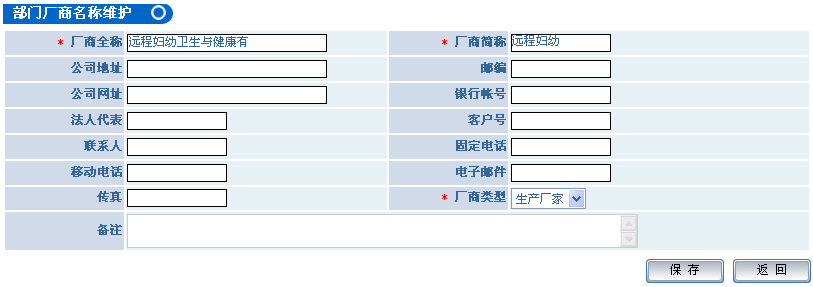 部门厂商名称维护
* 厂商全称 远程妇幼卫生与健康有 * 厂商简称 远程妇幼
公司地址 邮编
公司网址 银行帐号
法人代表 客户号
联系人 固定电话
移动电话 电子邮件
传真 * 厂商类型 生产厂家
备注
保存 返回